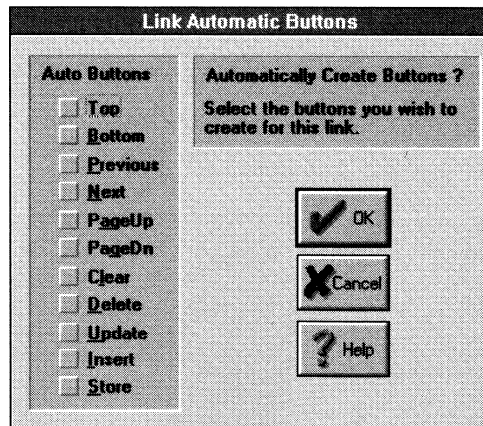 Link Automatic Buttons
Auto Buttons
Top
Bottom
Previous
Next
PageUp
PageDn
Clear
Delete
Update
Insert
Store
Automatically Create Buttons ?
Select the buttons you wish to
create for this link.
OK
Cancel
Help